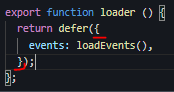 export function loader () {
  return defer({
    events: loadEvents(),
  });
};